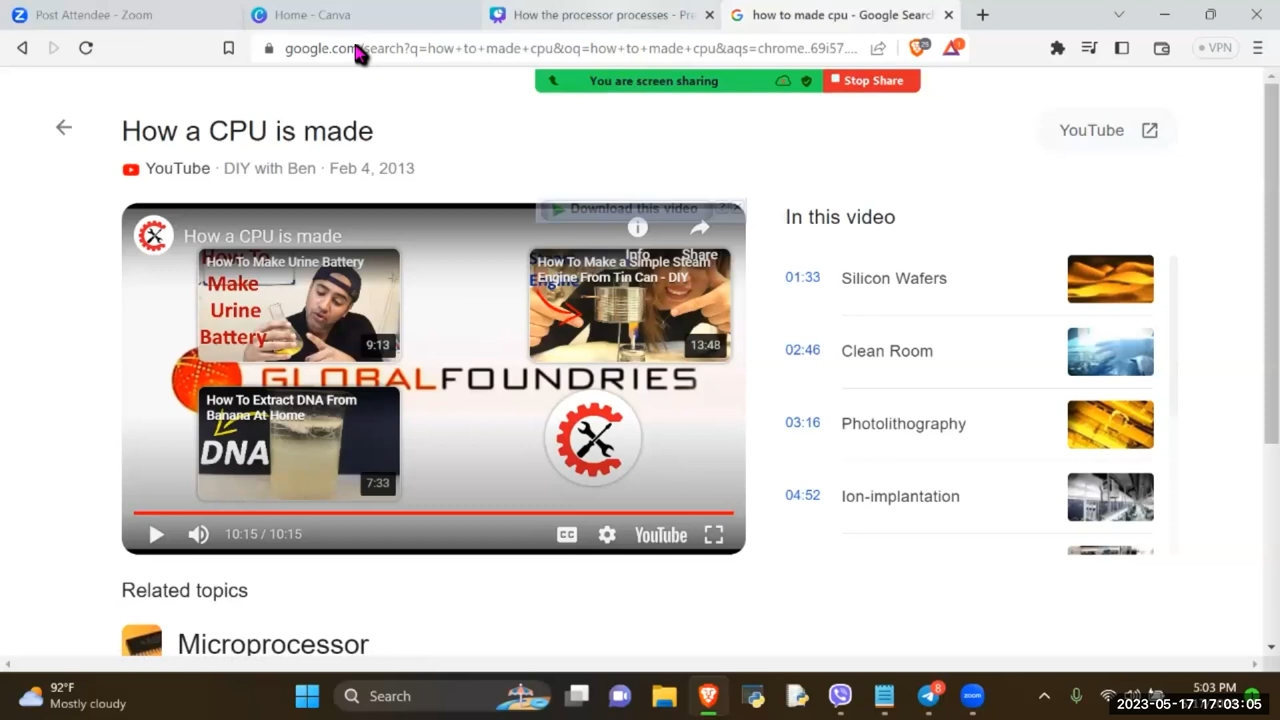 Post Attendee - Zoom
Home - Canva
How the processor processes - Pre
how to made cpu - Google Searc
google.com/search?q=how+to+made+cpu&oq=how+to+made+cpu&aqs=chrome..69i57....
VPN
You are screen sharing
Stop Share
How a CPU is made
YouTube
YouTube · DIY with Ben · Feb 4, 2013
Download this video
How a CPU is made
Info
Share
How To Make Urine Battery
Make
Urine
Battery
9:13
How To Make a Simple Steam
Engine From Tin Can - DIY
13:48
GLOBALFOUNDRIES
How To Extract DNA From
Banana At Home
DNA
7:33
10:15 / 10:15
CC
YouTube
In this video
01:33
Silicon Wafers
02:46
Clean Room
03:16
Photolithography
04:52
Ion-implantation
Related topics
Microprocessor
92°F
Mostly cloudy
Search
8
zoom
5:03 PM
2023-05-17 17:03:05